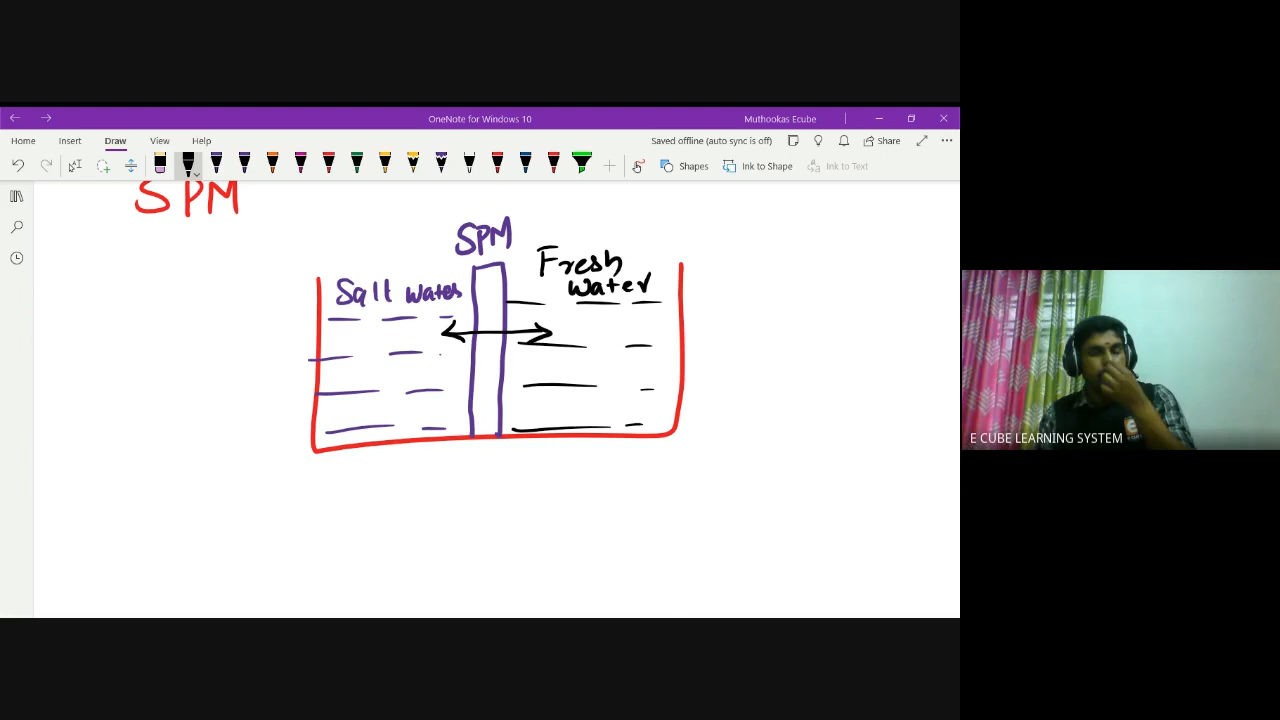 OneNote for Windows 10
Muthookas Ecube
Home Insert Draw View Help
Saved offline (auto sync is off)
Share
Shapes
Ink to Shape
Ink to Text
SPM
SPM
Fresh
Salt water
water
E CUBE LEARNING SYSTEM